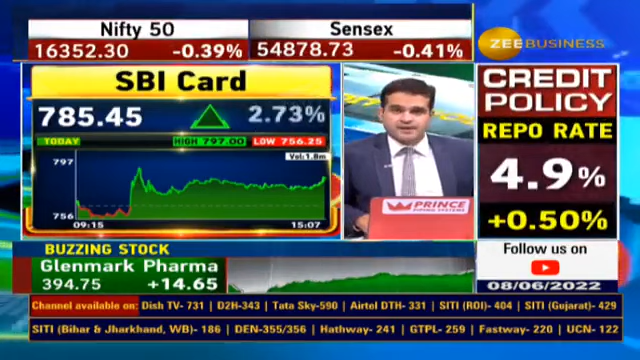 Nifty 50
16352.30 -0.39%
Sensex
54878.73 -0.41%
ZEE BUSINESS
SBI Card
785.45 2.73%
TODAY HIGH 797.00 LOW 756.25
Vol:1.8m
797
756
09:15 15:07
PRINCE
PIPING SYSTEMS
CREDIT
POLICY
REPO RATE
4.9%
+0.50%
BUZZING STOCK
Glenmark Pharma
394.75 +14.65
Follow us on
08/06/2022
Channel available on: Dish TV- 731 | D2H-343 | Tata Sky-590 | Airtel DTH- 331 | SITI (ROI)- 404 | SITI (Gujarat)- 429
SITI (Bihar & Jharkhand, WB)- 186 | DEN-355/356 | Hathway- 241 | GTPL- 259 | Fastway- 220 | UCN- 122